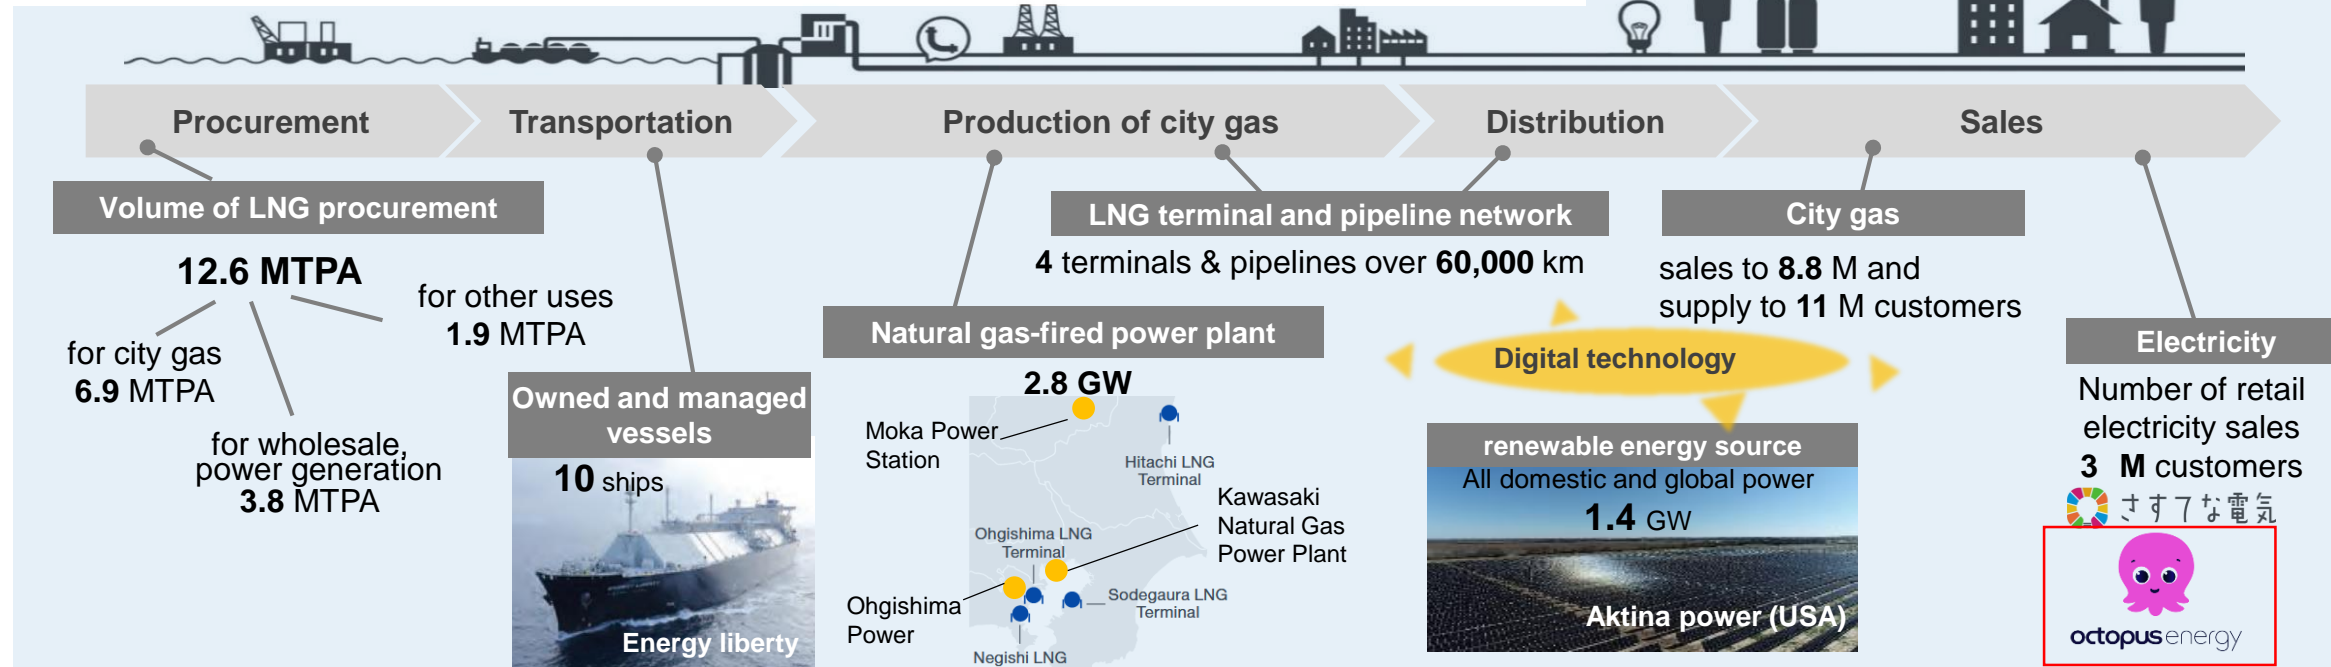 Procurement
Transportation
Production of city gas
Distribution
Sales
Volume of LNG procurement
12.6 MTPA
for other uses
1.9 MTPA
for city gas
6.9 MTPA
for wholesale,
power generation
3.8 MTPA
Owned and managed
vessels
10 ships
Energy liberty
LNG terminal and pipeline network
4 terminals & pipelines over 60,000 km
Natural gas-fired power plant
2.8 GW
Moka Power
Station
Hitachi LNG
Terminal
Kawasaki
Natural Gas
Power Plant
Ohgishima LNG
Terminal
Sodegaura LNG
Terminal
Ohgishima
Power
Negishi LNG
Digital technology
renewable energy source
All domestic and global power
1.4 GW
Aktina power (USA)
City gas
sales to 8.8 M and
supply to 11 M customers
Electricity
Number of retail
electricity sales
3 M customers
さすてな電気
octopusenergy